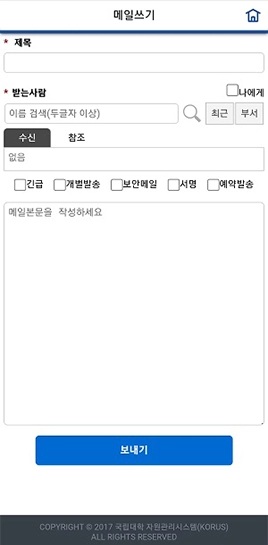 메일쓰기
* 제목
* 받는사람 나에게
이름 검색(두글자 이상) 최근 부서
수신 참조
없음
긴급 개별발송 보안메일 서명 예약발송
메일본문을 작성하세요
보내기
COPYRIGHT © 2017 국립대학 자원관리시스템(KORUS)
ALL RIGHTS RESERVED